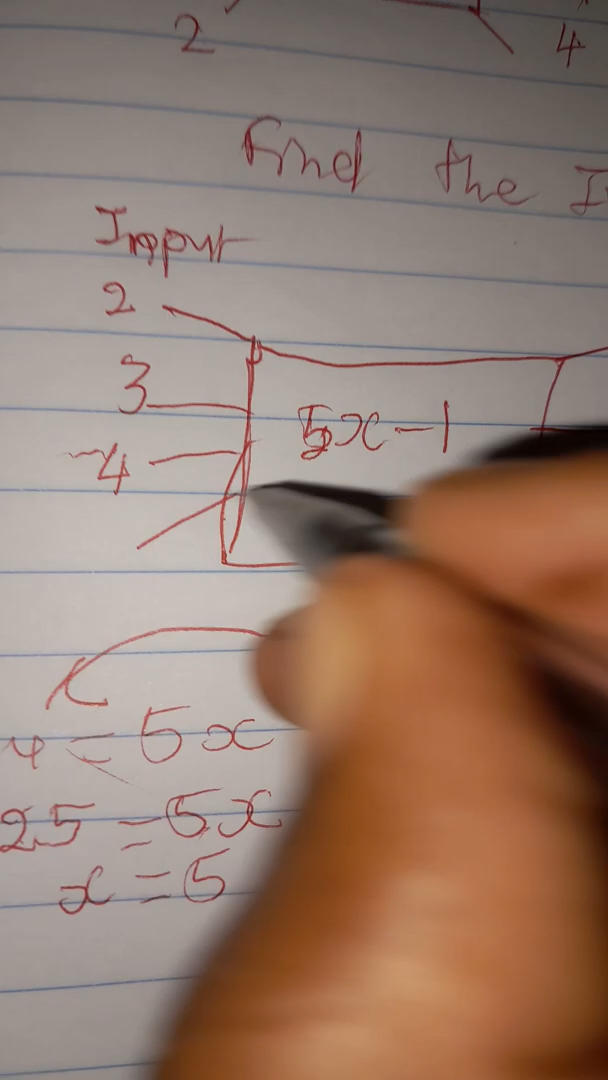 2 4
Find the I
Input
2
3
5x-1
-4
4 = 5x
25 = 5x
x = 5